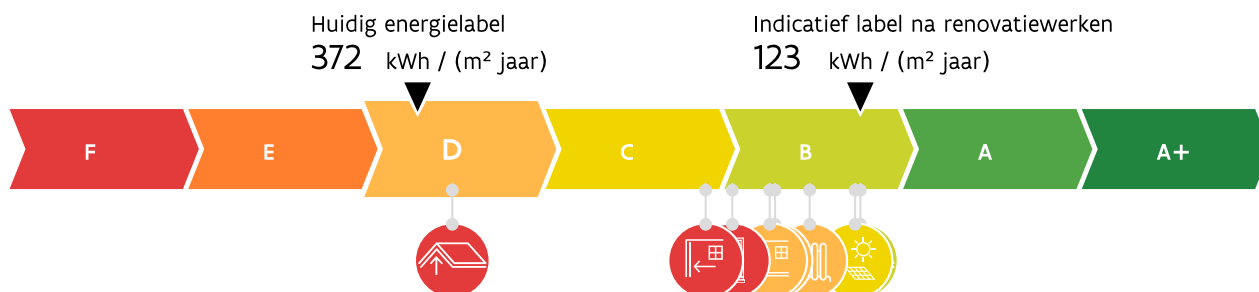 Huidig energielabel
372 kWh / (m² jaar)
Indicatief label na renovatiewerken
123 kWh / (m² jaar)
F E D C B A A+